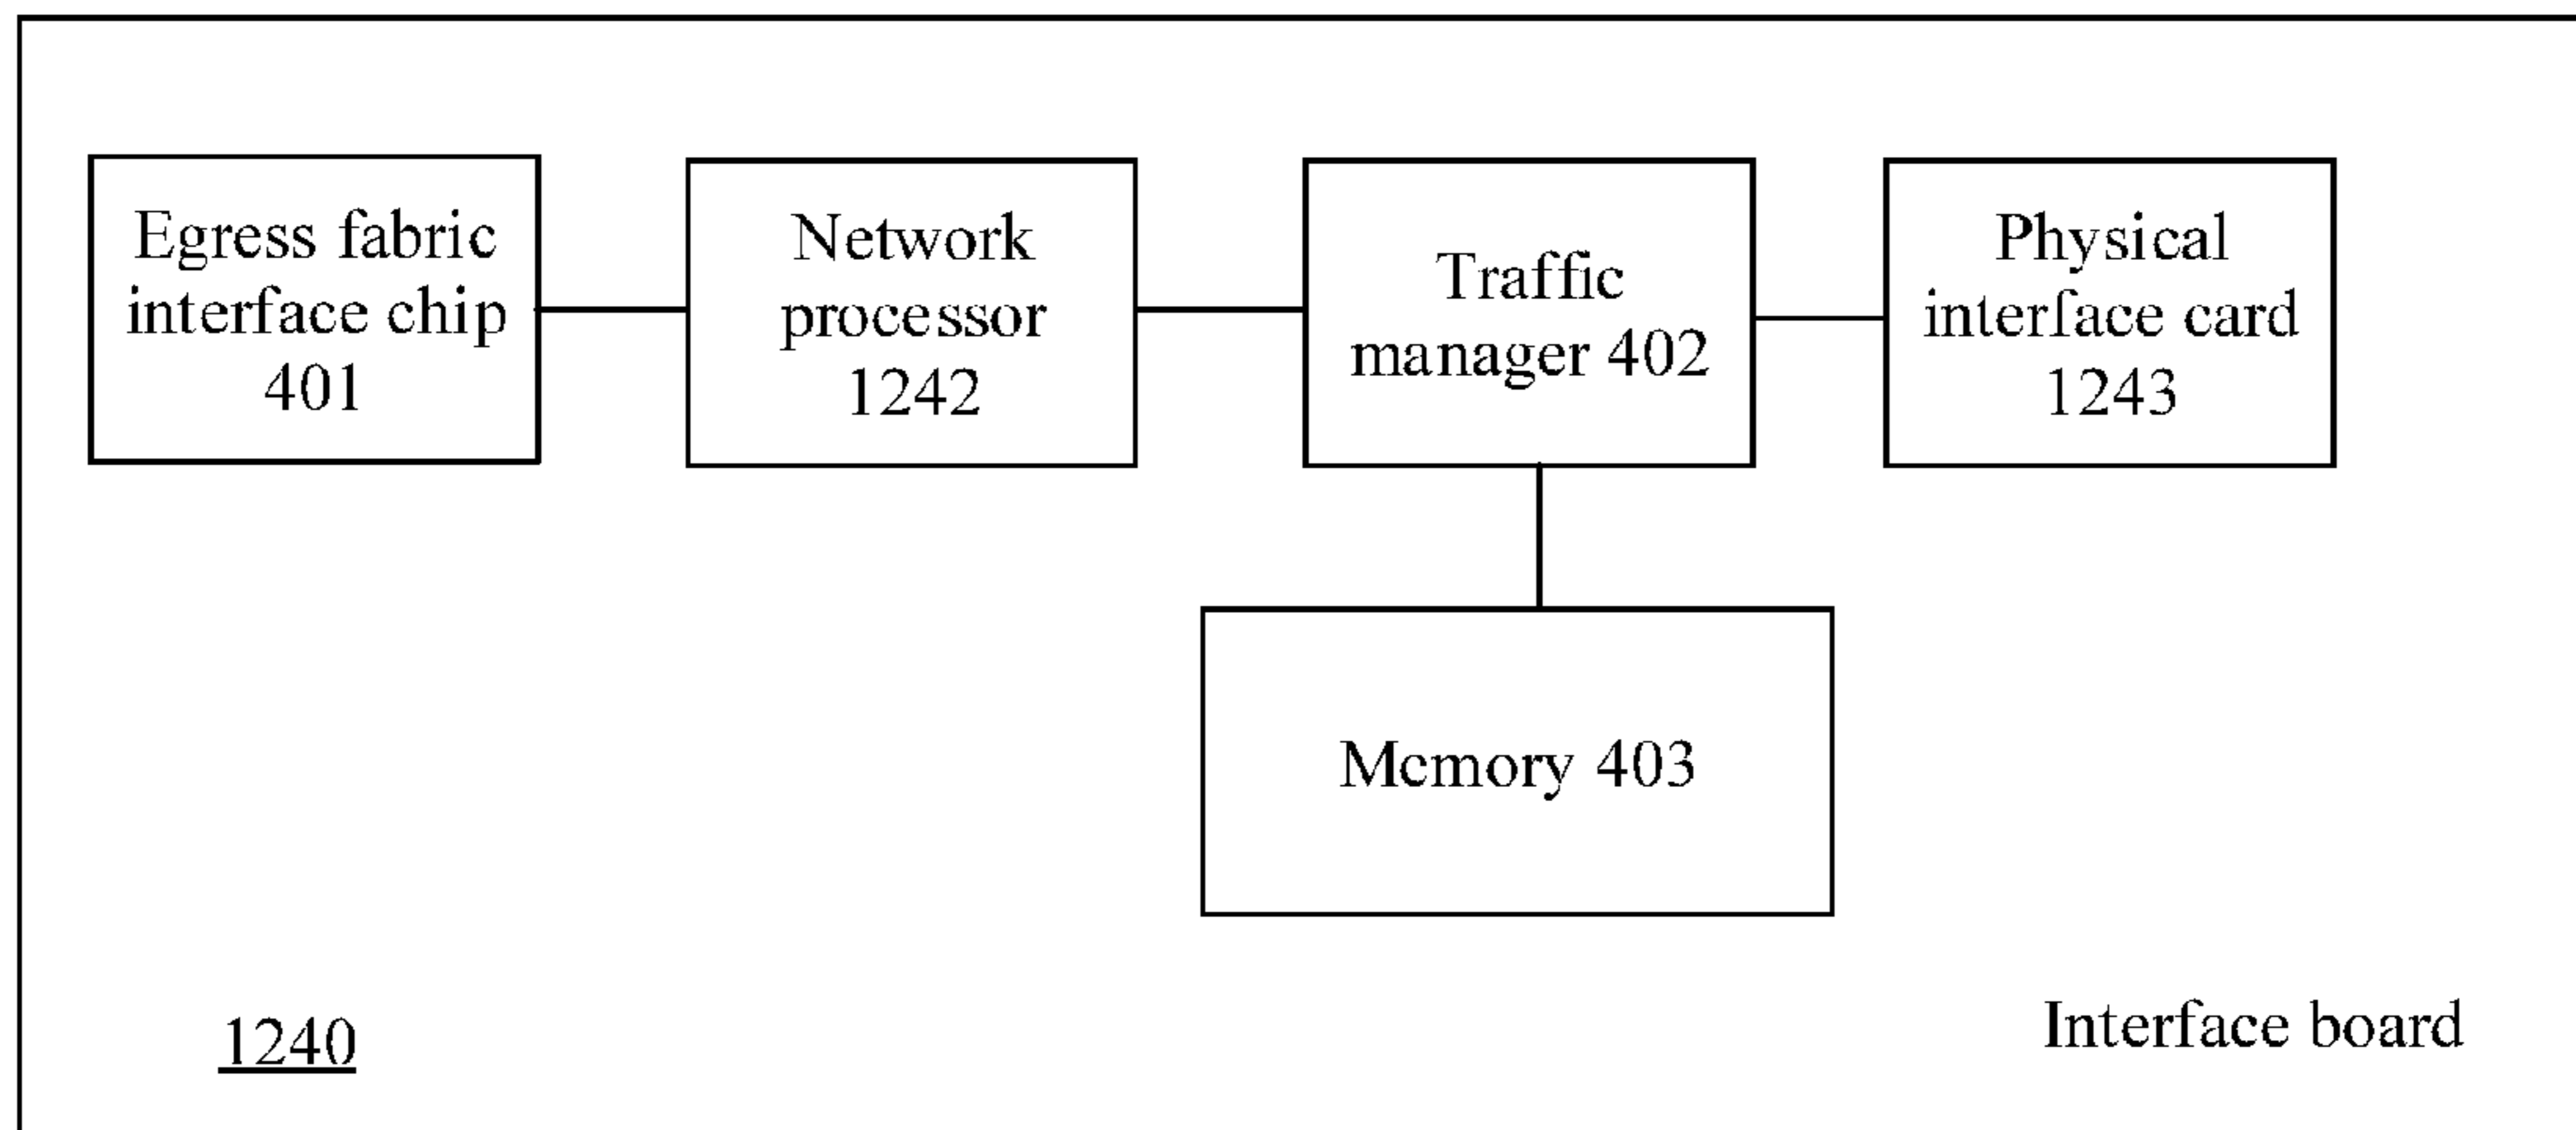 Egress fabric
interface chip
401
Network
processor
1242
Traffic
manager 402
Physical
interface card
1243
Memory 403
1240
Interface board